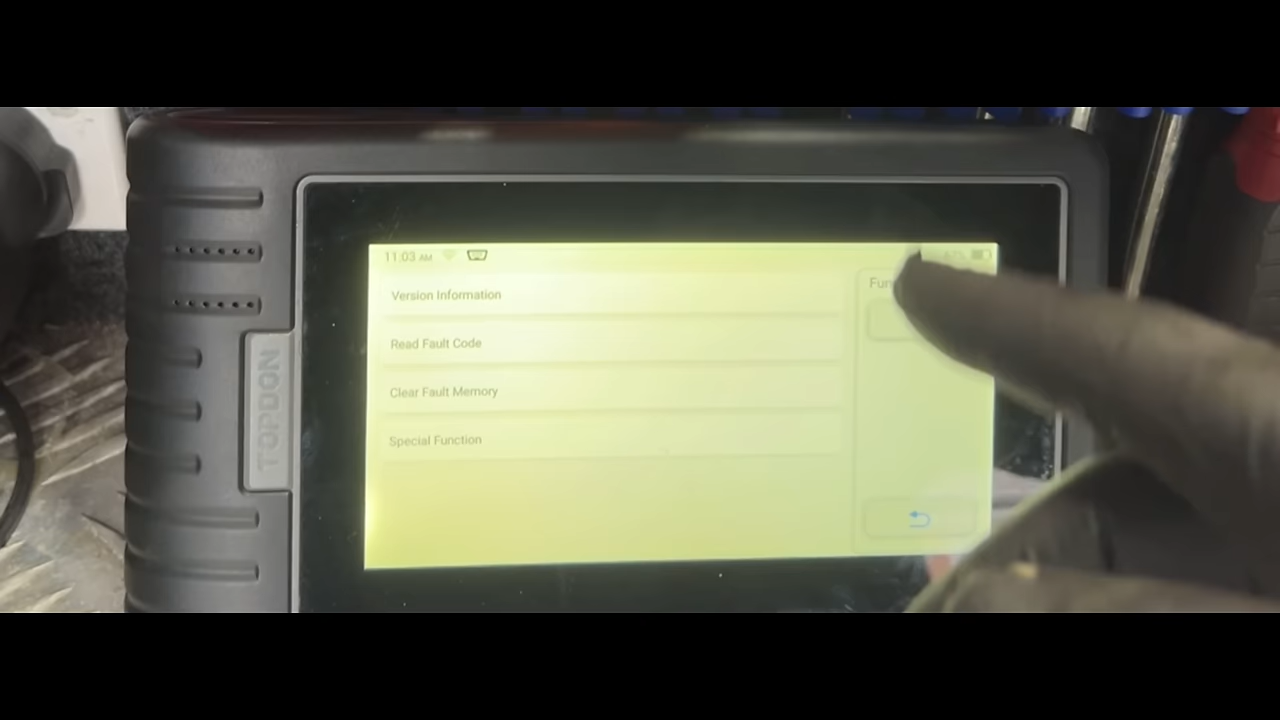 11:03 AM
Version Information
Read Fault Code
Clear Fault Memory
Special Function
TOPDON